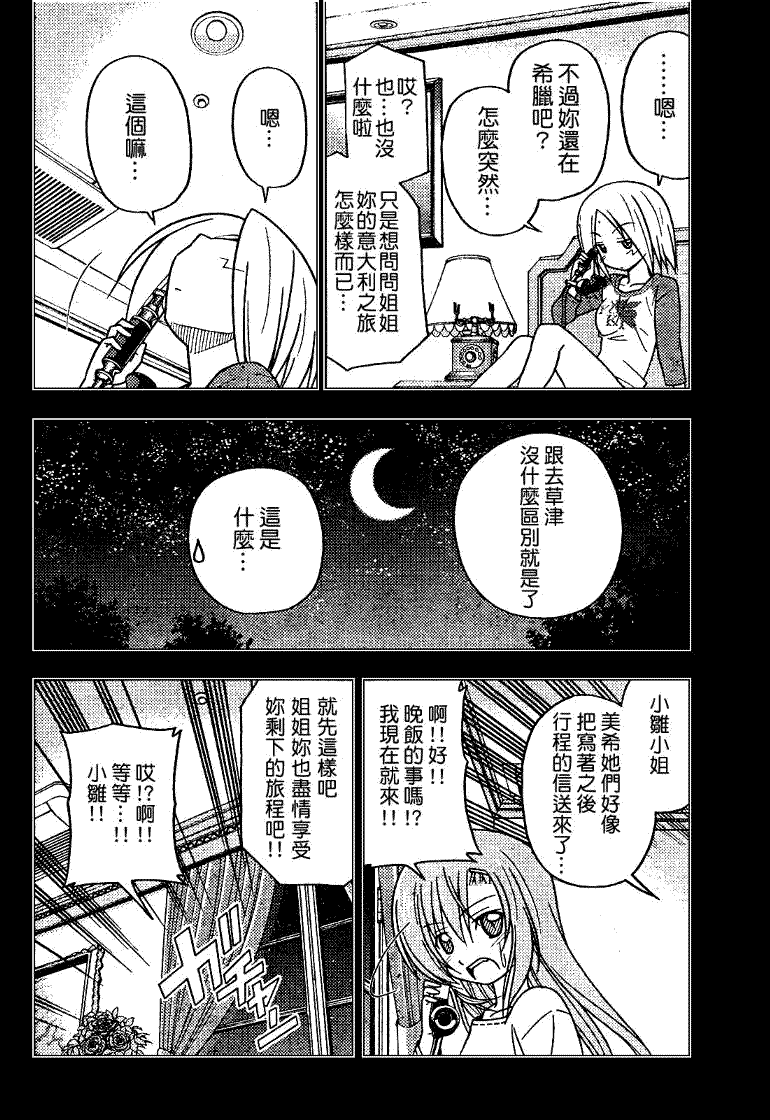 ……嗯…
不過妳還在
希臘吧？
怎麼突然…
哎？
也…也沒
什麼啦
只是想問問姐姐
妳的意大利之旅
怎麼樣而已…
嗯…
這個嘛…
跟去草津
沒什麼區別就是了
這是
什麼…
小雛小姐
美希她們好像
把寫著之後
行程的信送來了…
啊!!好!!
晚飯的事嗎!?
我現在就來!!
就先這樣吧
姐姐妳也盡情享受
妳剩下的旅程吧!!
哎!?啊!!
等等…!!
小雛!!
ガチャン